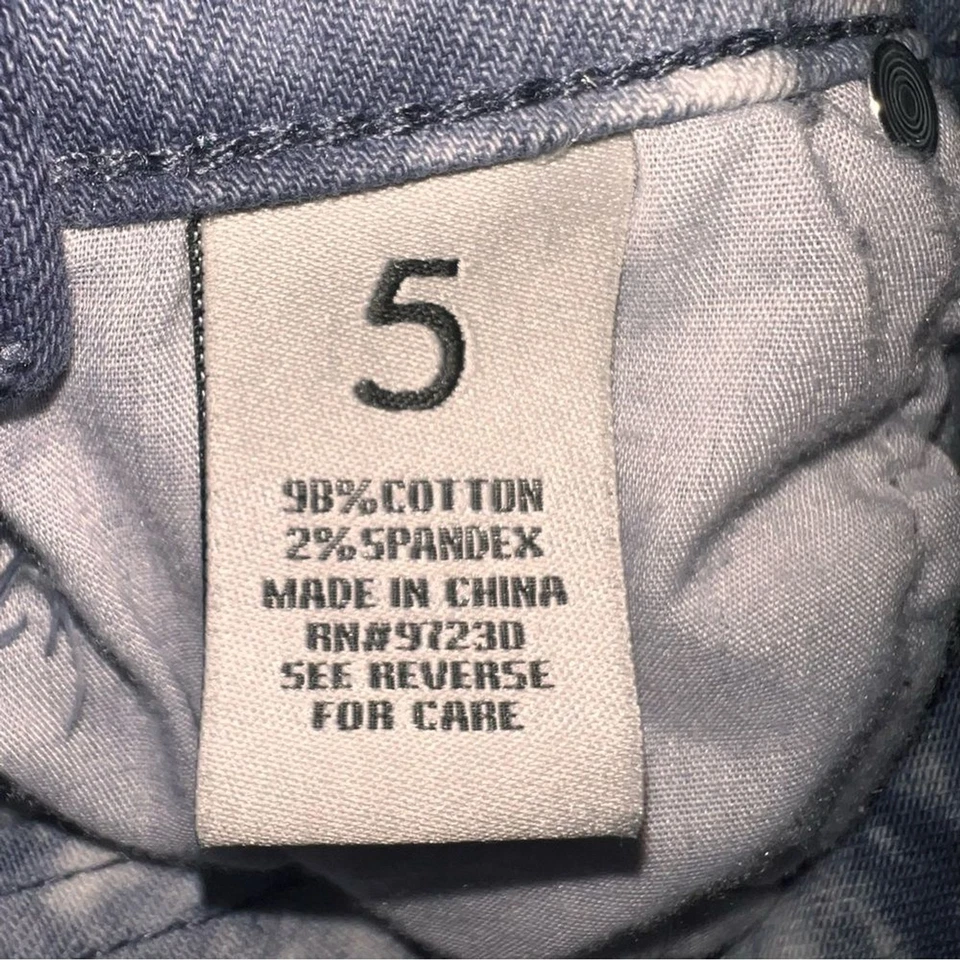 5
98%COTTON
2%SPANDEX
MADE IN CHINA
RN#97230
SEE REVERSE
FOR CARE